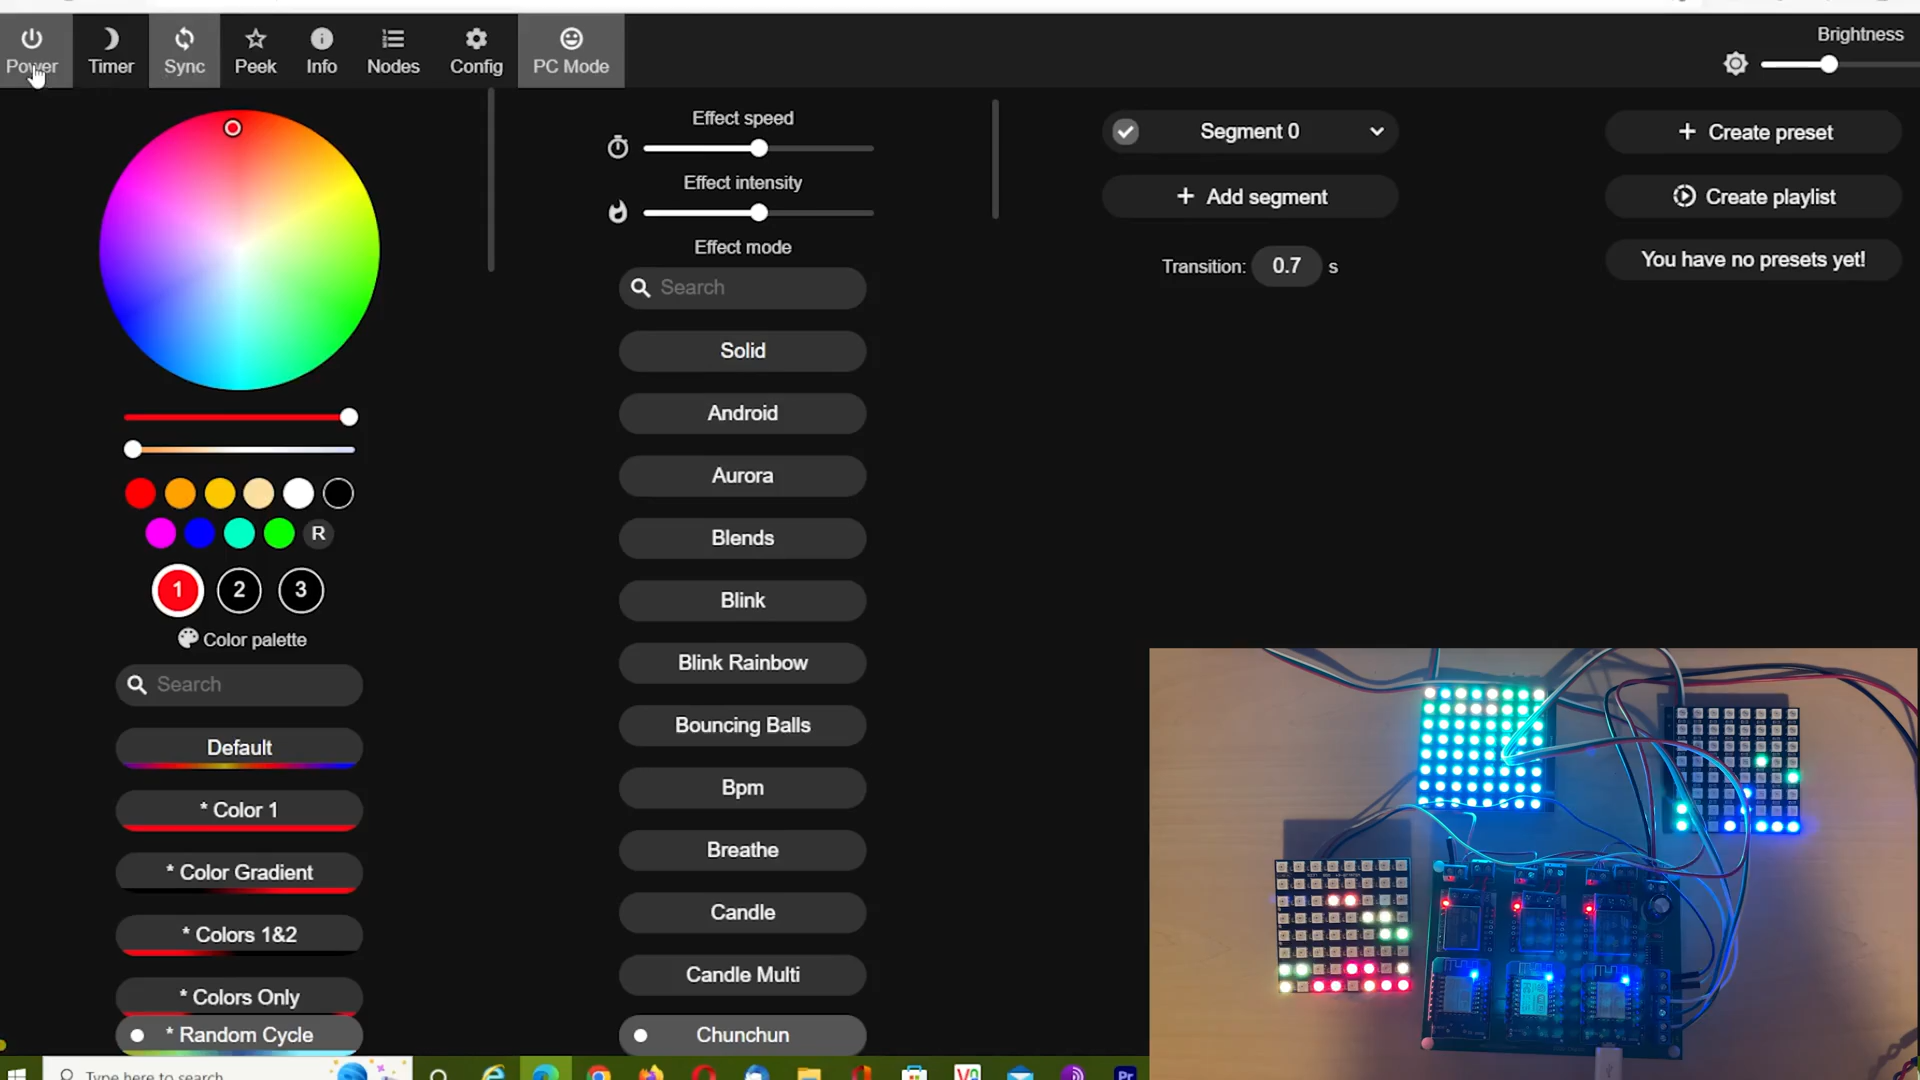 Power
Timer
Sync
Peek
Info
Nodes
Config
PC Mode
Brightness
Effect speed
Effect intensity
Effect mode
Search
Solid
Android
Aurora
Blends
Blink
Blink Rainbow
Bouncing Balls
Bpm
Breathe
Candle
Candle Multi
Chunchun
R
1
2
3
Color palette
Search
Default
* Color 1
* Color Gradient
* Colors 1&2
* Colors Only
* Random Cycle
Segment 0
+ Add segment
Transition: 0.7 s
+ Create preset
Create playlist
You have no presets yet!
Type here to search
Pr